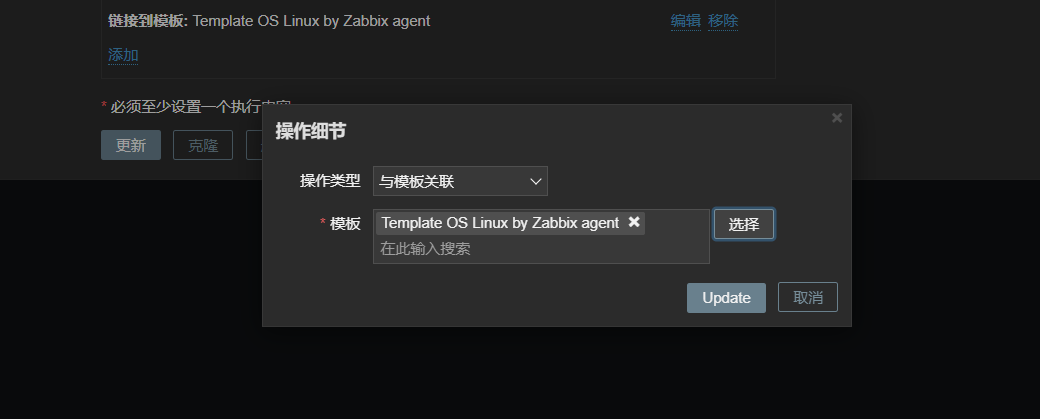 链接到模板: Template OS Linux by Zabbix agent 编辑 移除
添加
* 必须至少设置一个执行内容
更新 克隆
操作细节
操作类型 与模板关联
* 模板 Template OS Linux by Zabbix agent 选择
在此输入搜索
Update 取消